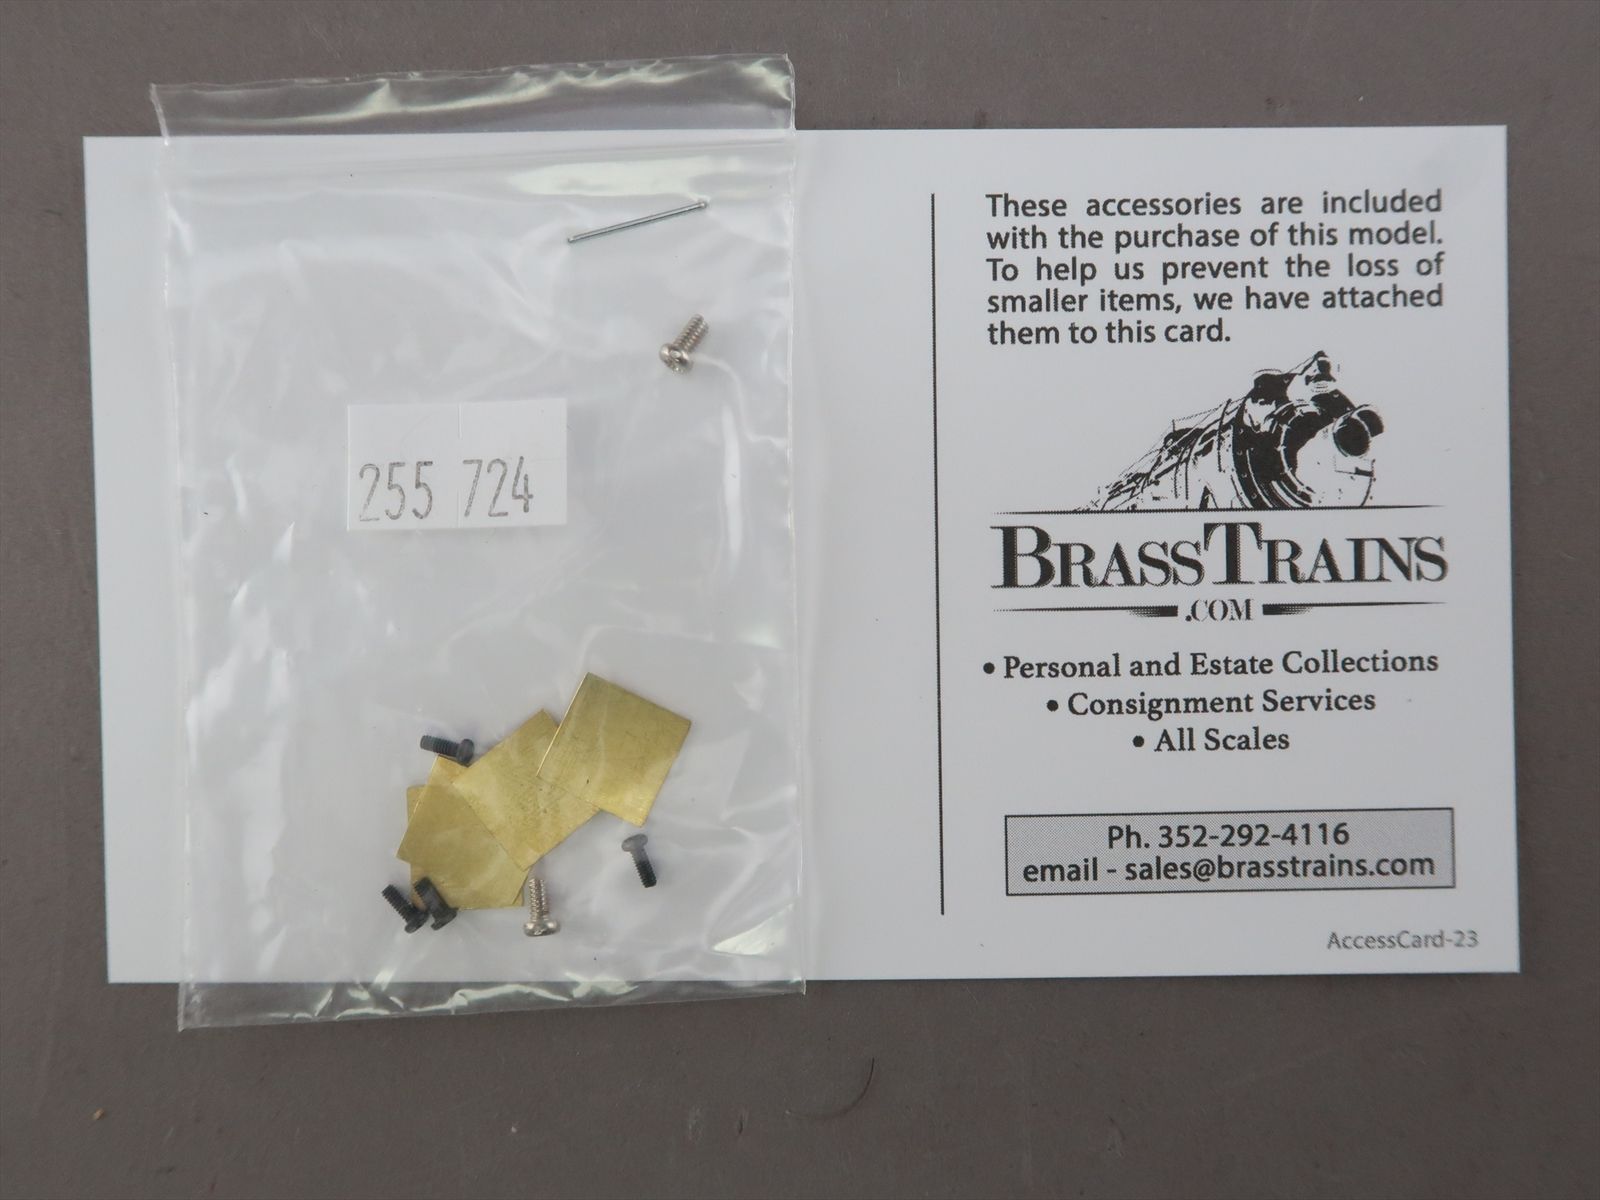 255 724
These accessories are included
with the purchase of this model.
To help us prevent the loss of
smaller items, we have attached
them to this card.
BRASSTRAINS
.COM
• Personal and Estate Collections
• Consignment Services
• All Scales
Ph. 352-292-4116
email - sales@brasstrains.com
AccessCard-23